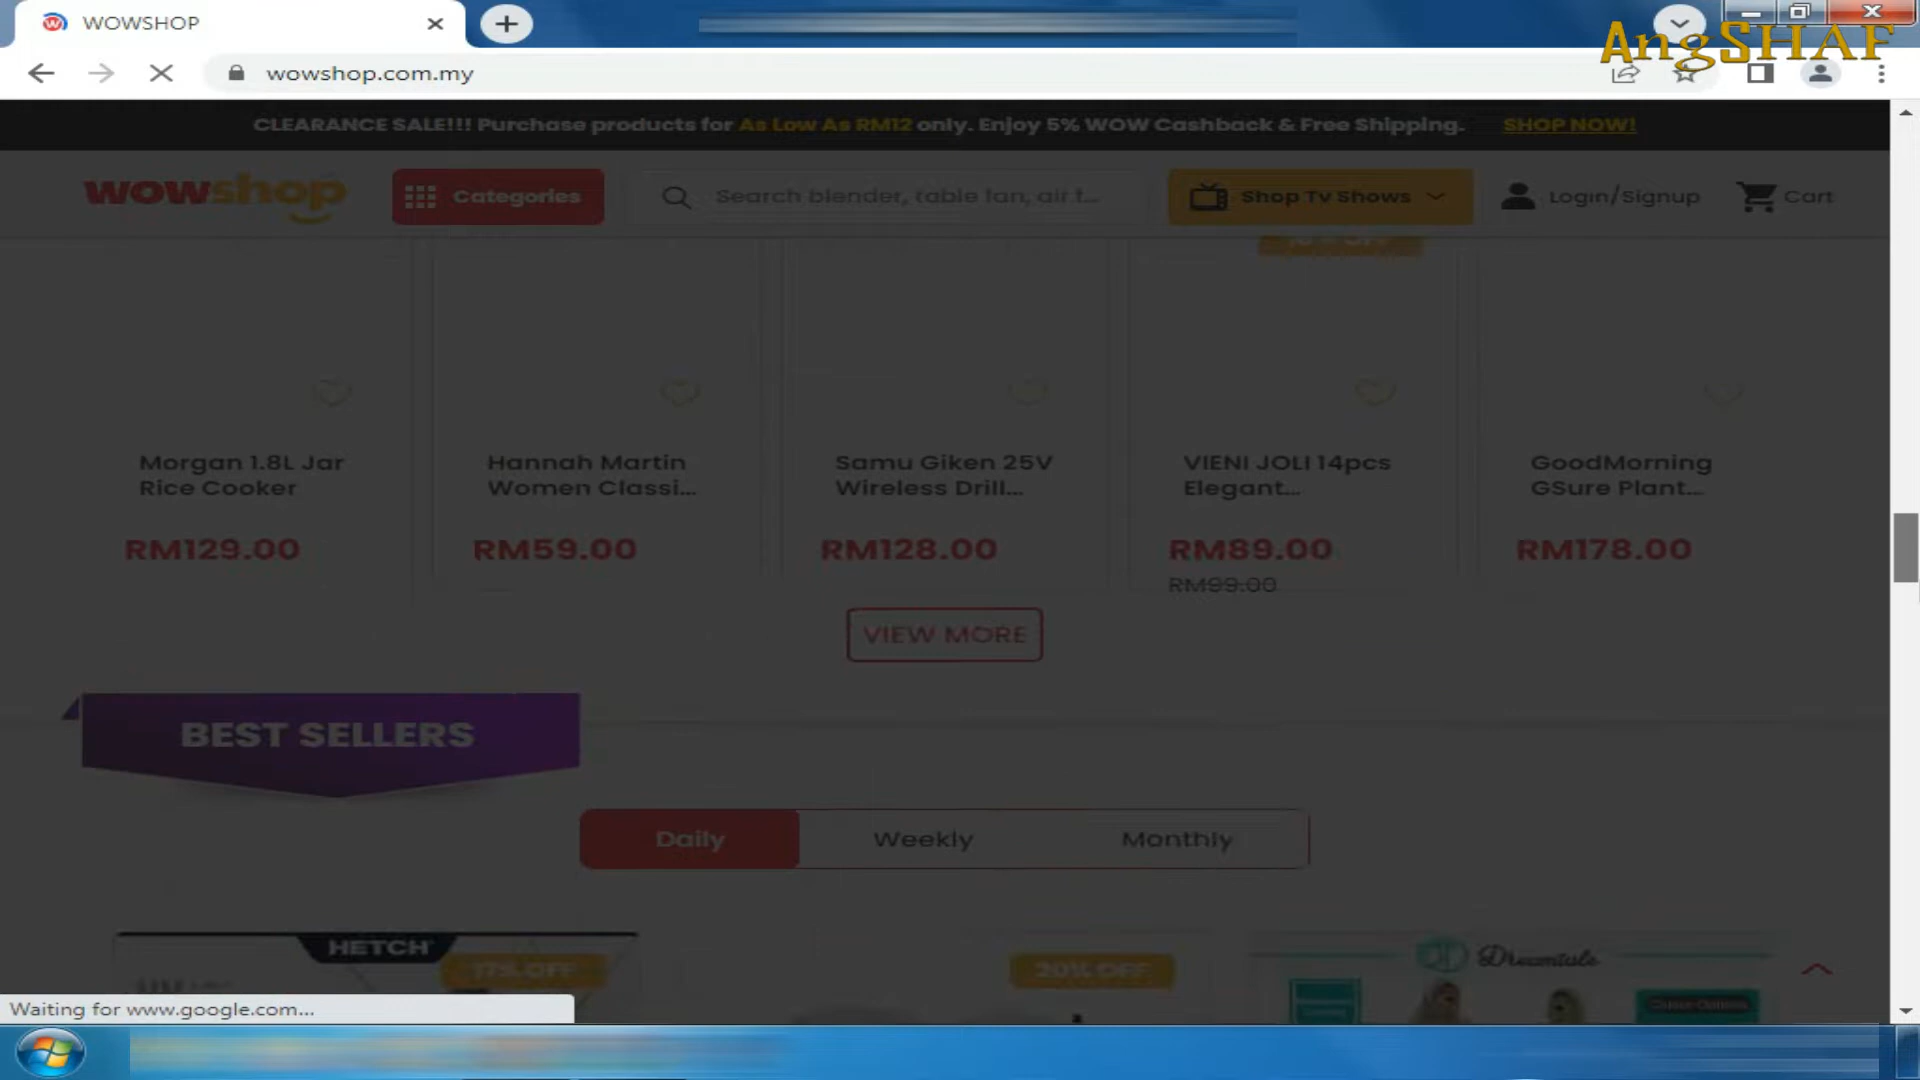 WOWSHOP
AngSHAF
wowshop.com.my
CLEARANCE SALE!!! Purchase products for As Low As RM12 only. Enjoy 5% WOW Cashback & Free Shipping. SHOP NOW!
wowshop
Categories
Search blender, table fan, air f...
Shop Tv Shows
Login/Signup
Cart
Morgan 1.8L Jar
Rice Cooker
RM129.00
Hannah Martin
Women Classi...
RM59.00
Samu Giken 25V
Wireless Drill...
RM128.00
VIENI JOLI 14pcs
Elegant...
RM89.00
RM99.00
GoodMorning
GSure Plant...
RM178.00
VIEW MORE
BEST SELLERS
Daily
Weekly
Monthly
HETCH
17% OFF
20% OFF
Dreamtale
Waiting for www.google.com...